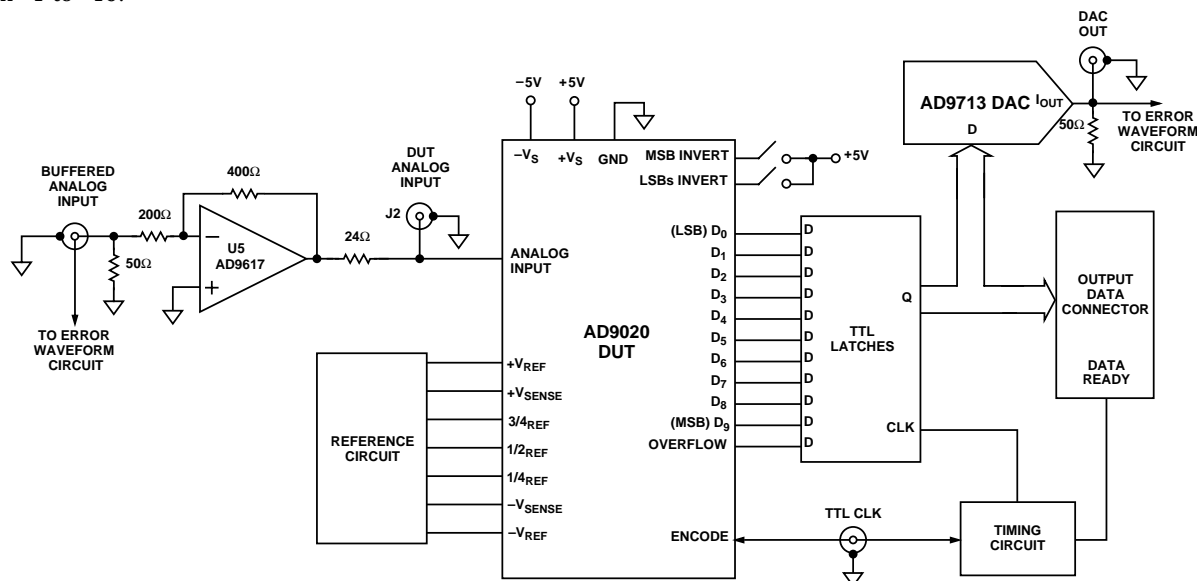 DAC
OUT
AD9713 DAC IOUT
D
50Ω
TO ERROR
WAVEFORM
CIRCUIT
–5V
+5V
–VS
+VS
GND
MSB INVERT
LSBs INVERT
+5V
BUFFERED
ANALOG
INPUT
400Ω
200Ω
50Ω
–
+
U5
AD9617
24Ω
DUT
ANALOG
INPUT
J2
TO ERROR
WAVEFORM
CIRCUIT
ANALOG
INPUT
AD9020
DUT
(LSB) D0
D1
D2
D3
D4
D5
D6
D7
D8
(MSB) D9
OVERFLOW
D
D
D
D
D
D
D
D
D
D
D
TTL
LATCHES
Q
CLK
OUTPUT
DATA
CONNECTOR
DATA
READY
REFERENCE
CIRCUIT
+VREF
+VSENSE
3/4REF
1/2REF
1/4REF
–VSENSE
–VREF
ENCODE
TTL CLK
TIMING
CIRCUIT